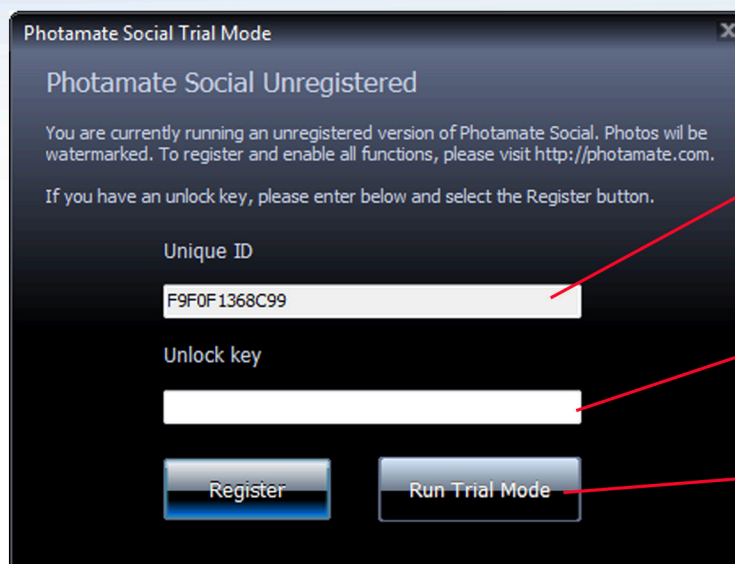 Photamate Social Trial Mode
Photamate Social Unregistered
You are currently running an unregistered version of Photamate Social. Photos wil be
watermarked. To register and enable all functions, please visit http://photamate.com.
If you have an unlock key, please enter below and select the Register button.
Unique ID
F9F0F1368C99
Unlock key
Register
Run Trial Mode